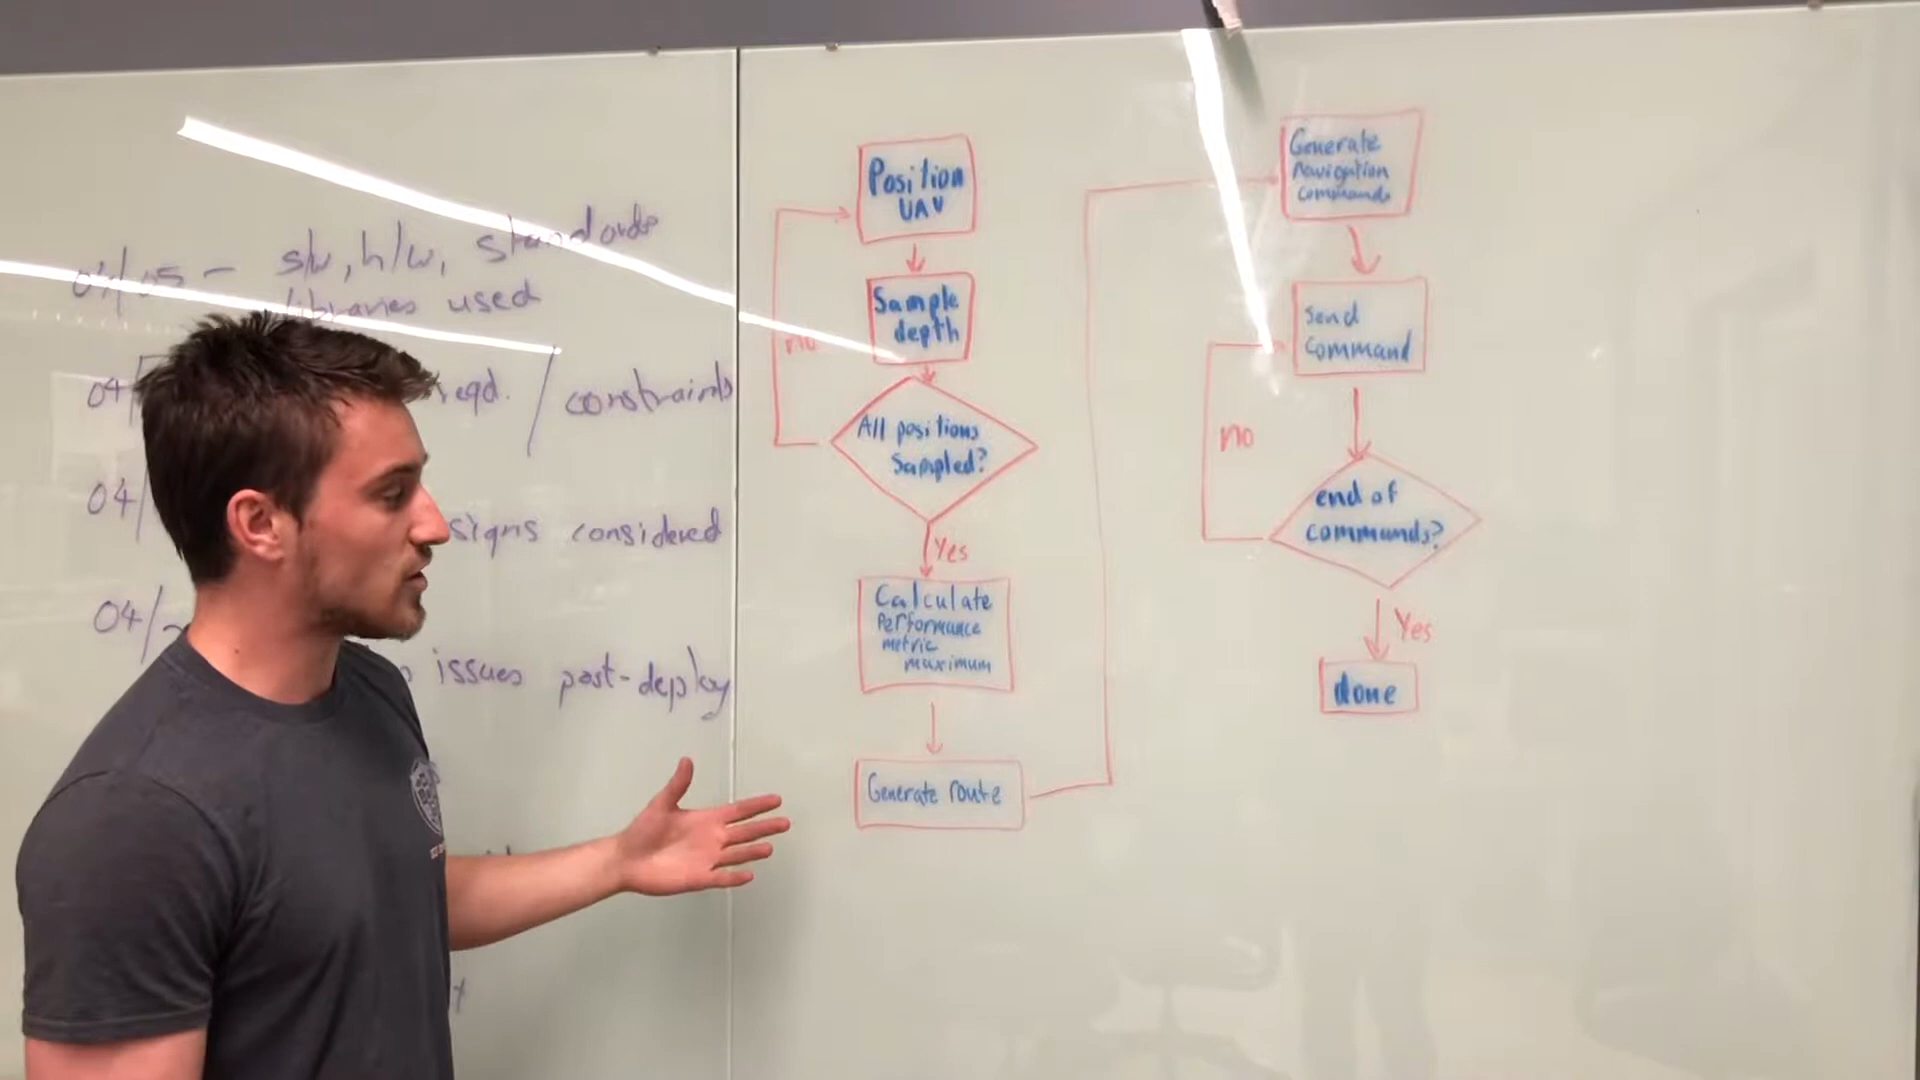 s/w, h/w, standards
libraries used
reqd. / constraints
04/
signs considered
04/
issues post-deploy
Position
UAV
Sample
depth
no
All positions
Sampled?
Yes
Calculate
Performance
metric
maximum
Generate route
Generate
Navigation
Commands
Send
Command
no
end of
commands?
Yes
done